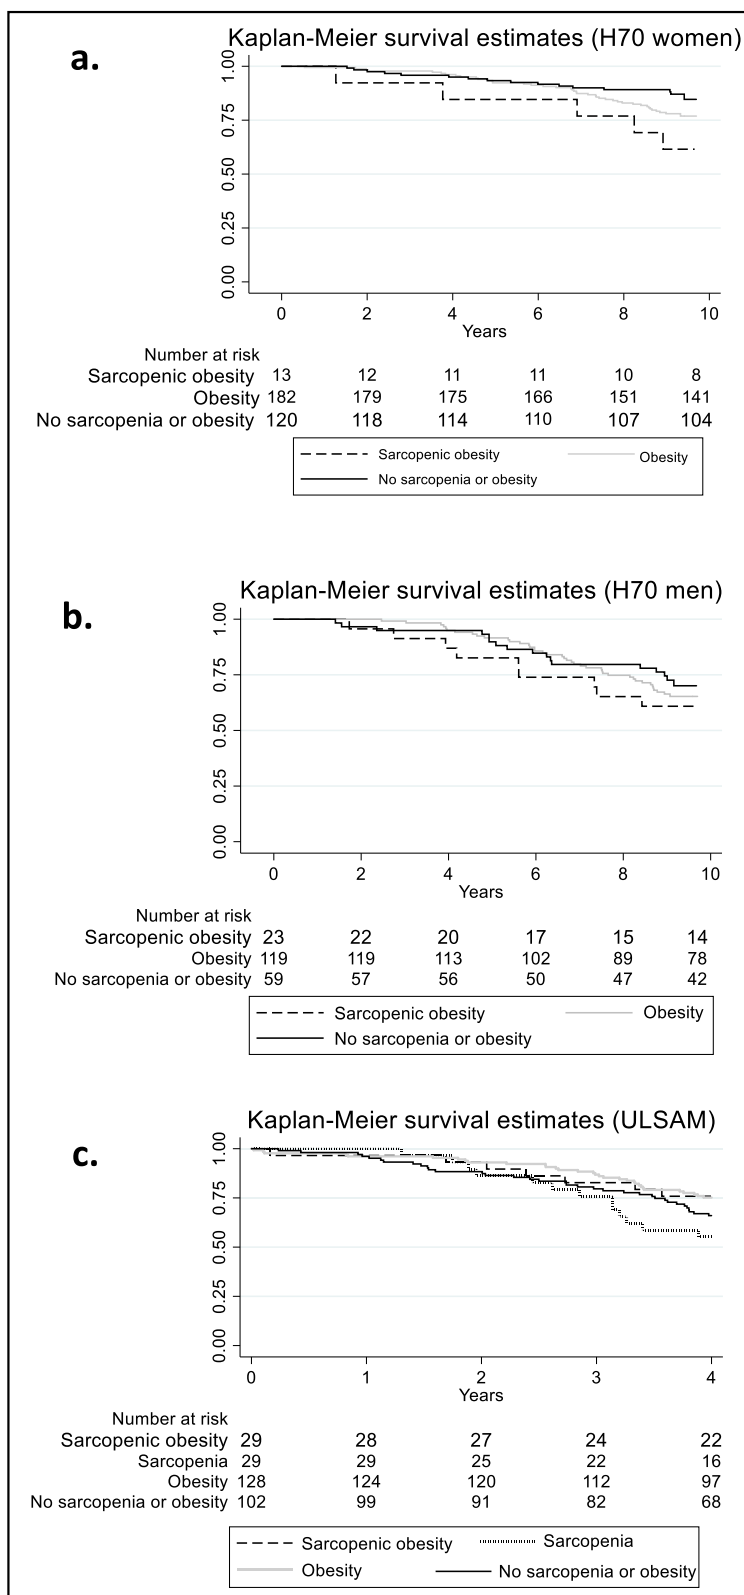 a.
Kaplan-Meier survival estimates (H70 women)
1.00
0.75
0.50
0.25
0.00
0 2 4 6 8 10
Years
Number at risk
Sarcopenic obesity 13 12 11 11 10 8
Obesity 182 179 175 166 151 141
No sarcopenia or obesity 120 118 114 110 107 104
Sarcopenic obesity Obesity
No sarcopenia or obesity
b.
Kaplan-Meier survival estimates (H70 men)
1.00
0.75
0.50
0.25
0.00
0 2 4 6 8 10
Years
Number at risk
Sarcopenic obesity 23 22 20 17 15 14
Obesity 119 119 113 102 89 78
No sarcopenia or obesity 59 57 56 50 47 42
Sarcopenic obesity Obesity
No sarcopenia or obesity
c.
Kaplan-Meier survival estimates (ULSAM)
1.00
0.75
0.50
0.25
0.00
0 1 2 3 4
Years
Number at risk
Sarcopenic obesity 29 28 27 24 22
Sarcopenia 29 29 25 22 16
Obesity 128 124 120 112 97
No sarcopenia or obesity 102 99 91 82 68
Sarcopenic obesity Sarcopenia
Obesity No sarcopenia or obesity